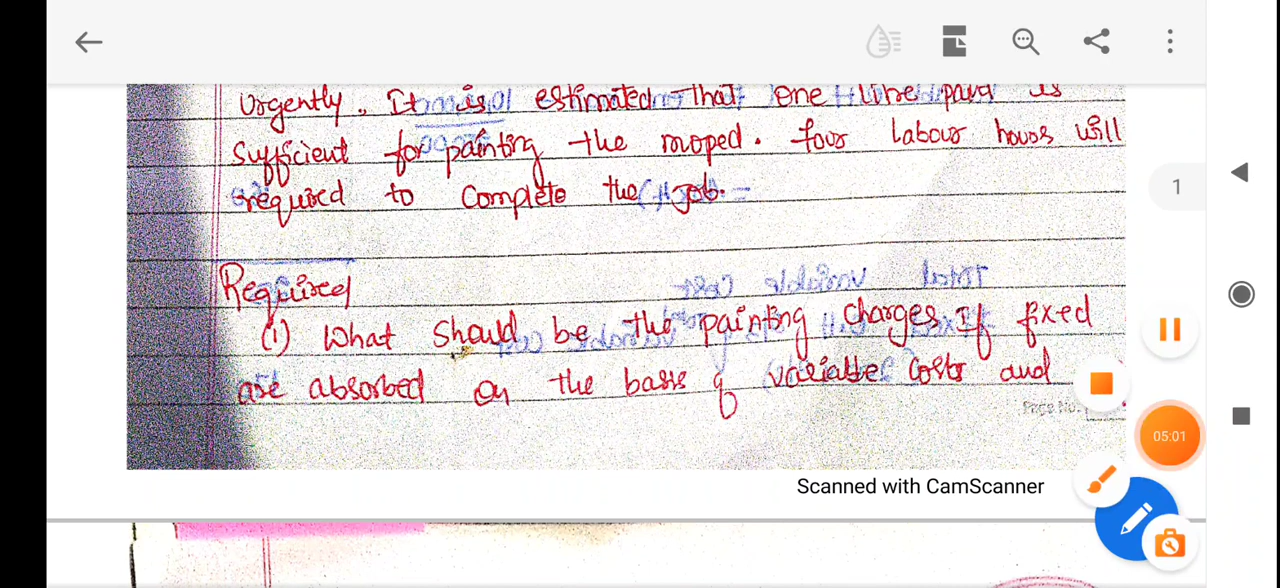 urgently. It is estimated that one litre paint is
sufficient for painting the moped. four labour hours will
required to complete the job.
Required
(i) What should be the painting charges If fixed
are absorbed on the basis of variable costs and
Page No.
Scanned with CamScanner
1
05:01